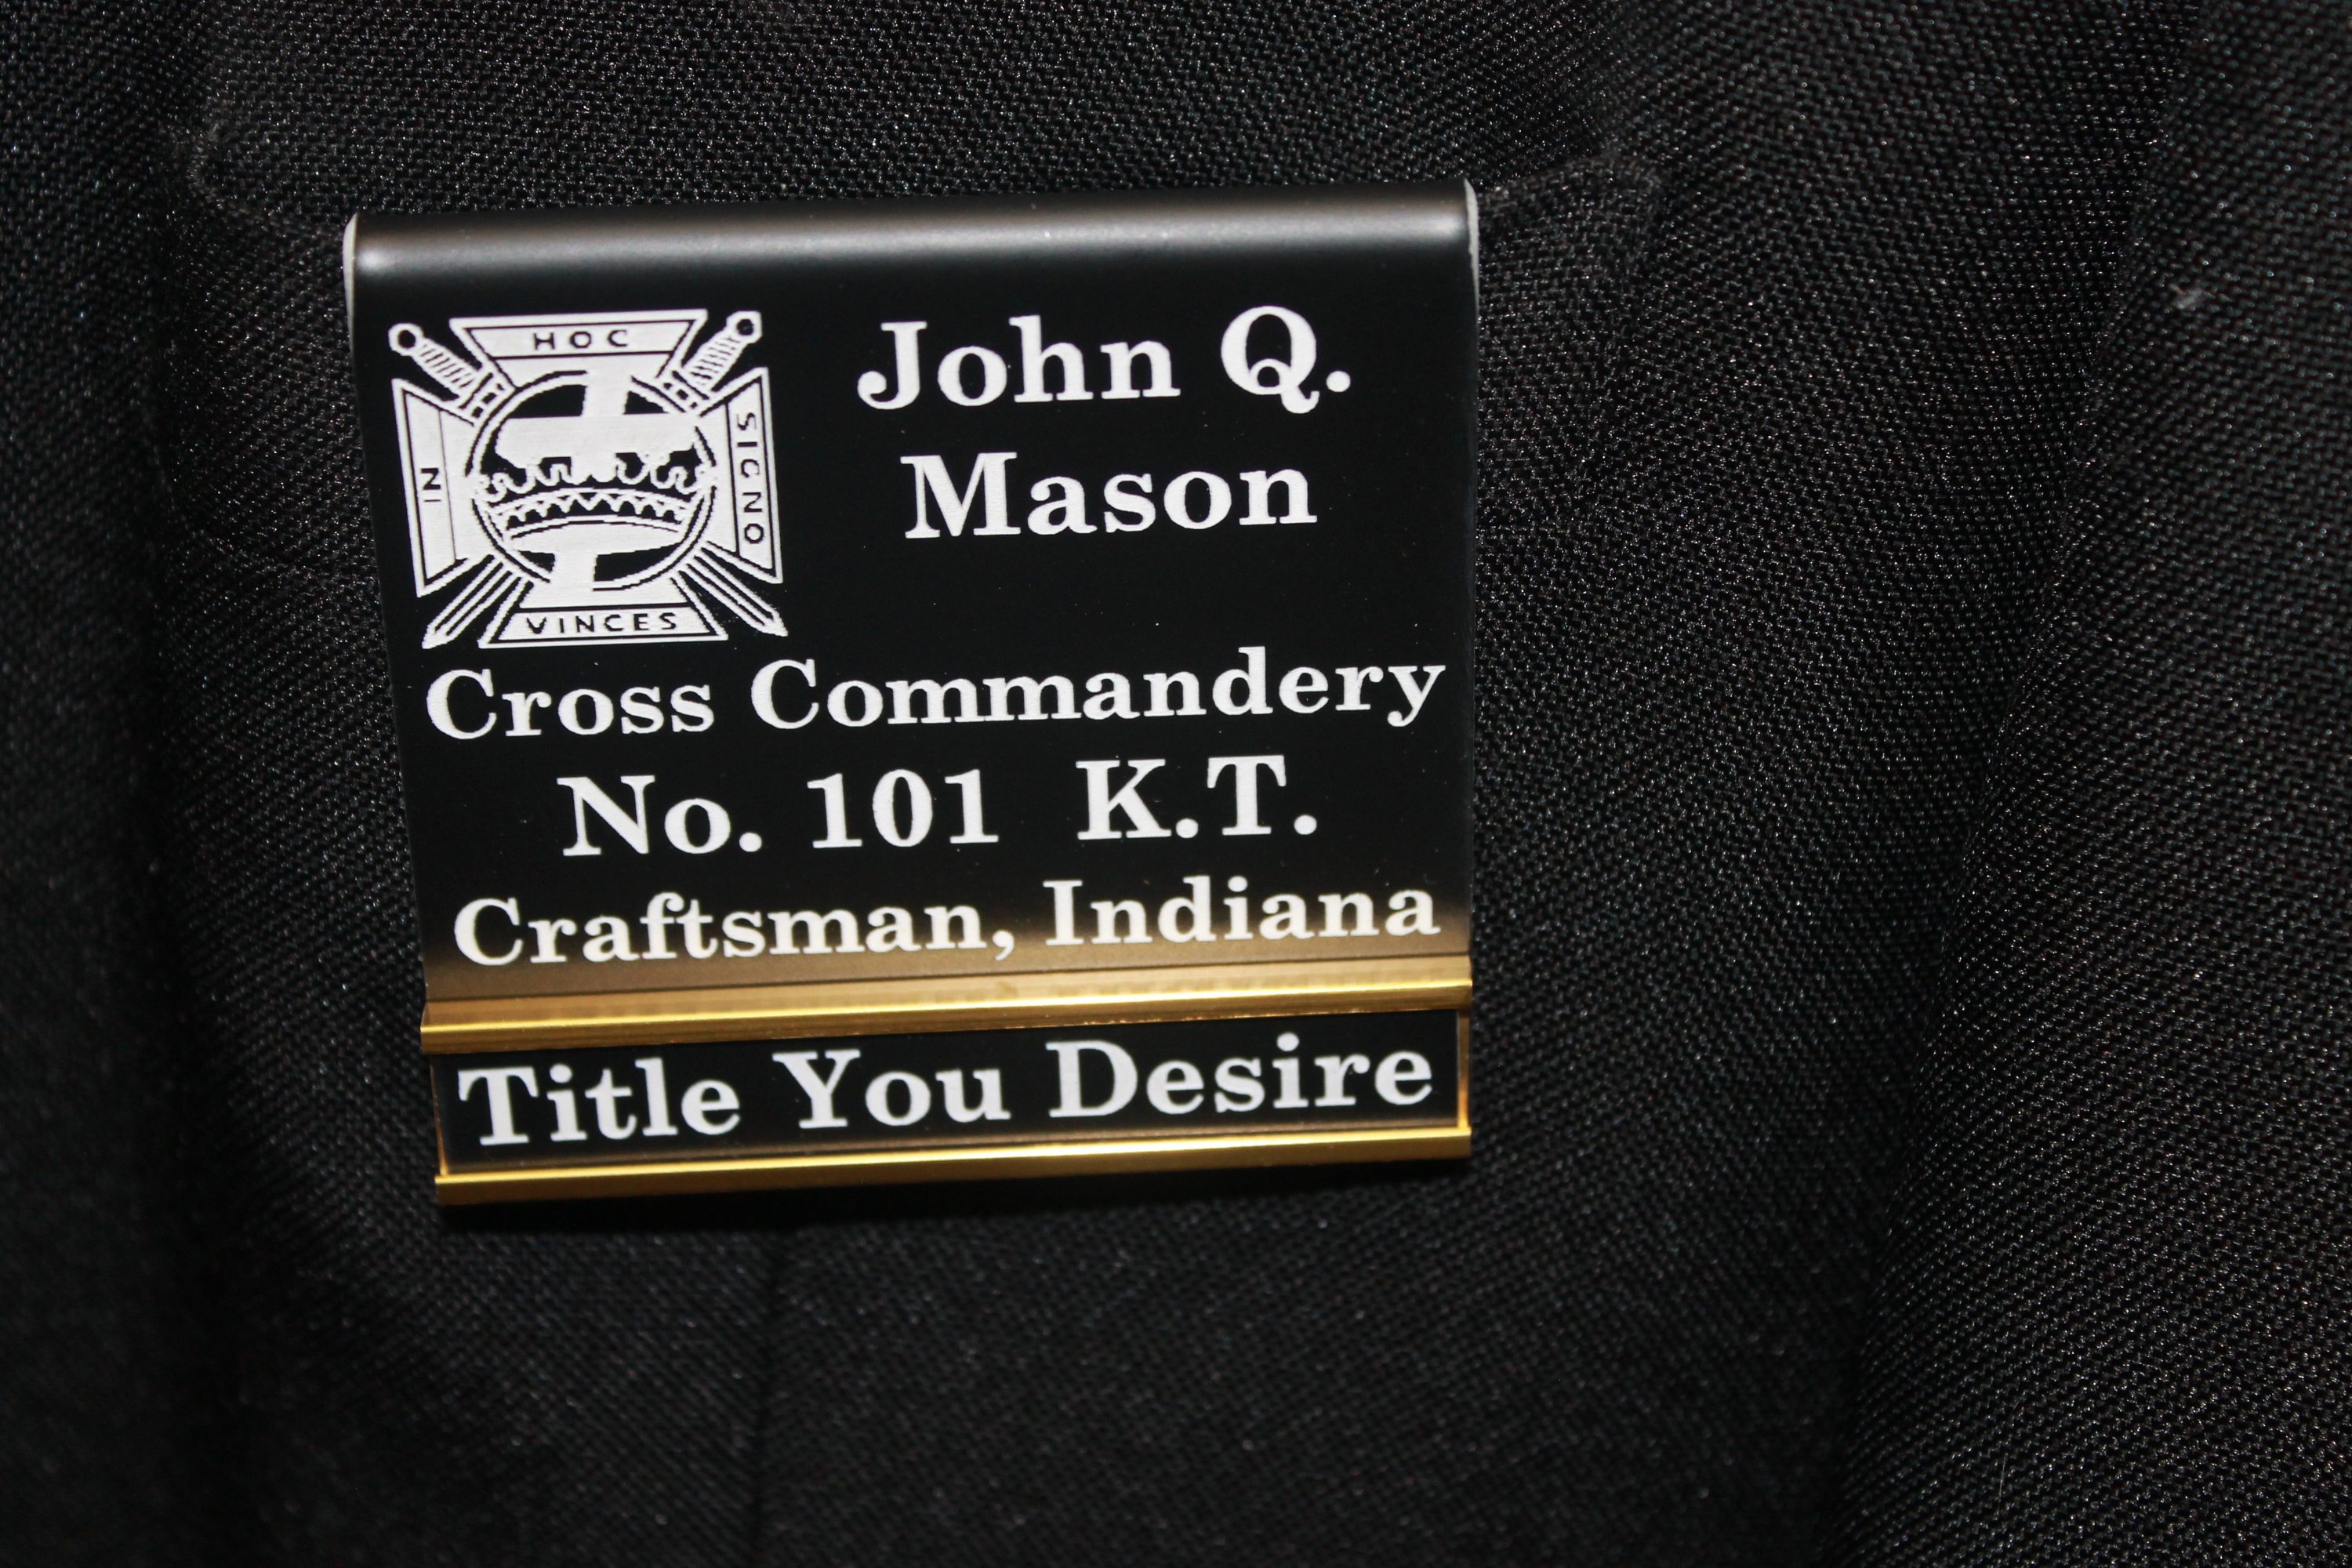 HOC
IN
SIGNO
VINCES
John Q.
Mason
Cross Commandery
No. 101 K.T.
Craftsman, Indiana
Title You Desire